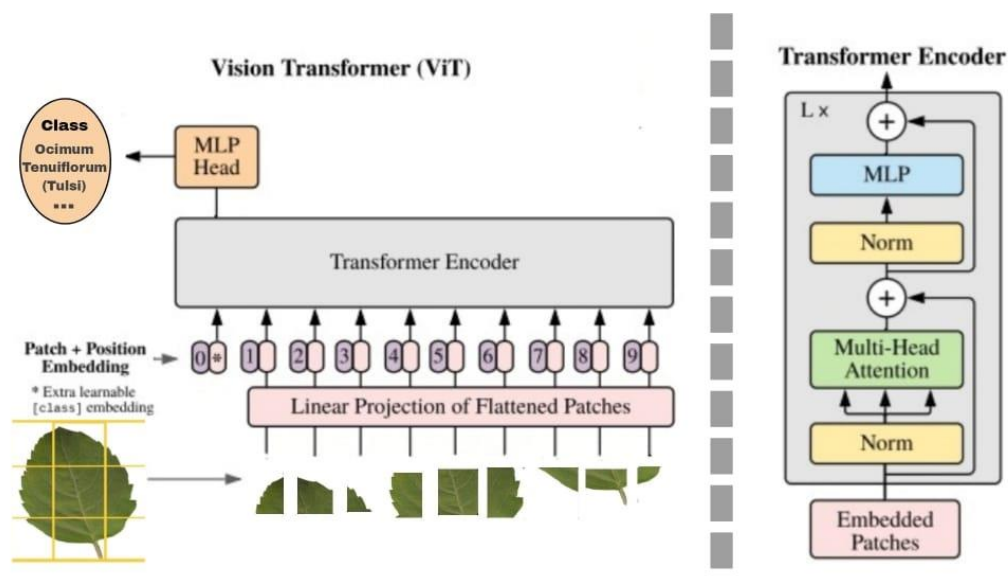 Vision Transformer (ViT)
Class
Ocimum
Tenuiflorum
(Tulsi)
...
MLP
Head
Transformer Encoder
Patch + Position
Embedding
* Extra learnable
[class] embedding
0 * 1 2 3 4 5 6 7 8 9
Linear Projection of Flattened Patches
Transformer Encoder
L ×
+
MLP
Norm
+
Multi-Head
Attention
Norm
Embedded
Patches